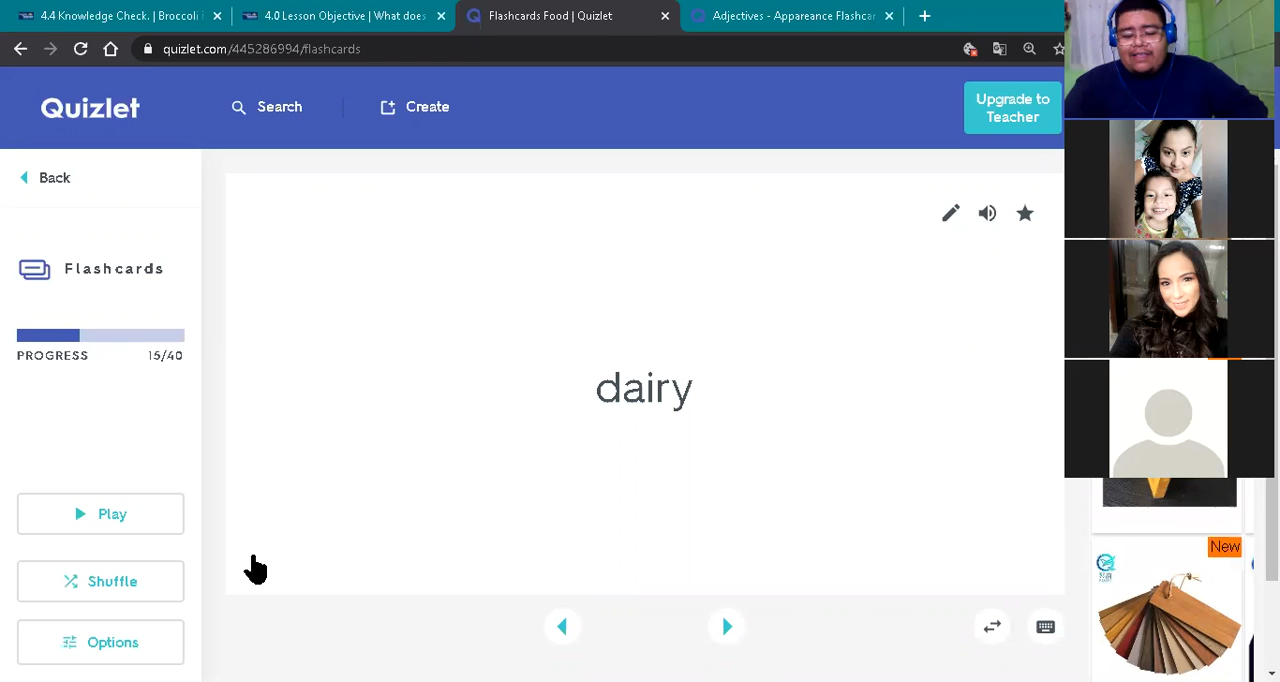 4.4 Knowledge Check. | Broccoli i
4.0 Lesson Objective | What does
Flashcards Food | Quizlet
Adjectives - Appareance Flashcar
quizlet.com/445286994/flashcards
Quizlet
Search
Create
Upgrade to
Teacher
Back
Flashcards
PROGRESS 15/40
dairy
Play
Shuffle
Options
New